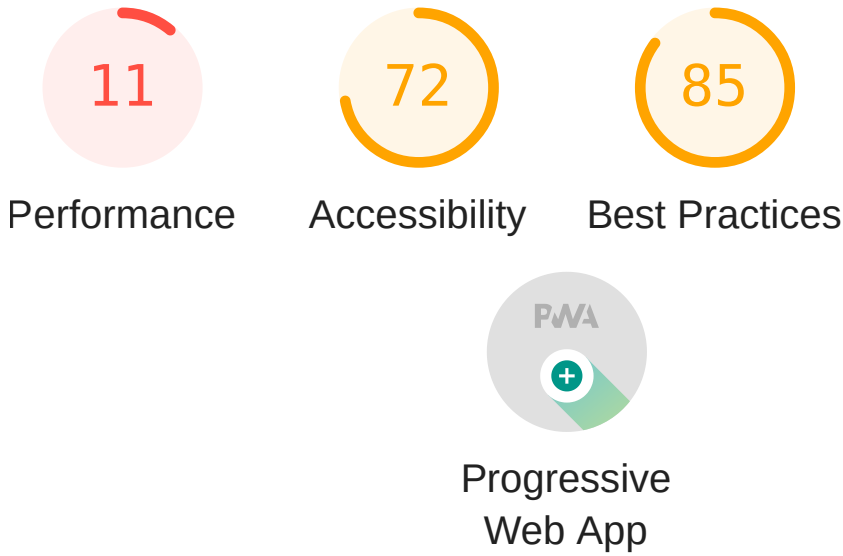 11 72 85
Performance Accessibility Best Practices
PWA
Progressive
Web App